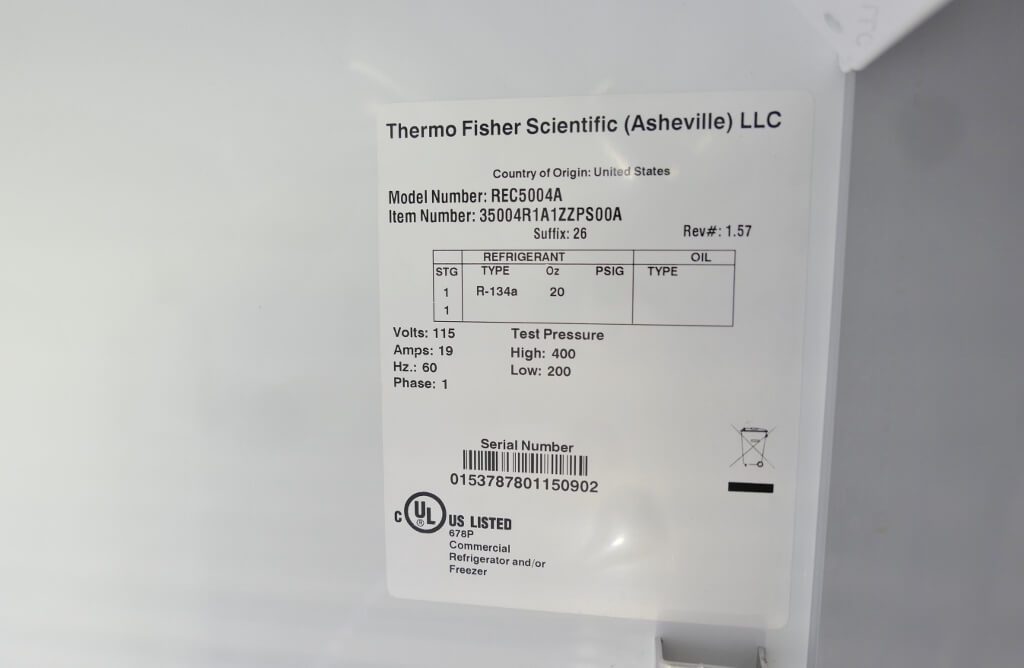 Thermo Fisher Scientific (Asheville) LLC
Country of Origin: United States
Model Number: REC5004A
Item Number: 35004R1A1ZZPS00A
Suffix: 26 Rev#: 1.57
REFRIGERANT OIL
STG TYPE Oz PSIG TYPE
1 R-134a 20
1
Volts: 115 Test Pressure
Amps: 19 High: 400
Hz.: 60 Low: 200
Phase: 1
Serial Number
0153787801150902
C UL ® US LISTED
678P
Commercial
Refrigerator and/or
Freezer